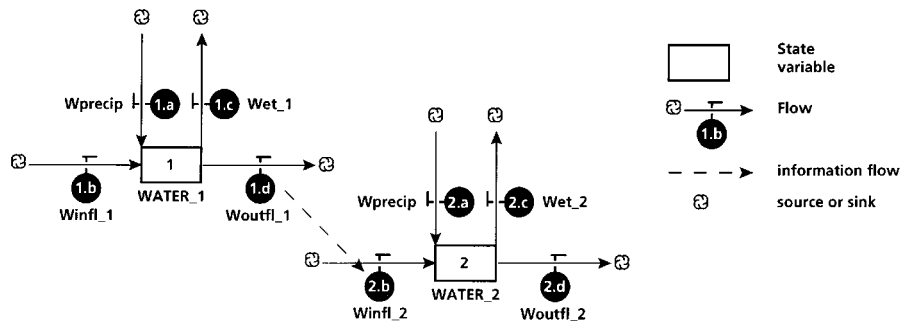 Wprecip
1.a
1.c
Wet_1
1
1.b
WATER_1
1.d
Winfl_1
Woutfl_1
Wprecip
2.a
2.c
Wet_2
2
2.b
WATER_2
2.d
Winfl_2
Woutfl_2
State
variable
Flow
1.b
information flow
source or sink